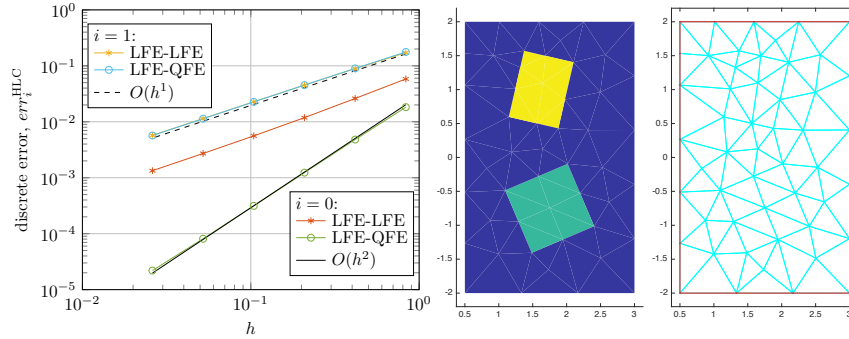 discrete error, err_i^HLC
10^0
10^−1
10^−2
10^−3
10^−4
10^−5
10^−2
10^−1
10^0
h
i = 1:
LFE-LFE
LFE-QFE
O(h^1)
i = 0:
LFE-LFE
LFE-QFE
O(h^2)
2
1.5
1
0.5
0
-0.5
-1
-1.5
-2
0.5 1 1.5 2 2.5 3
2
1.5
1
0.5
0
-0.5
-1
-1.5
-2
0.5 1 1.5 2 2.5 3